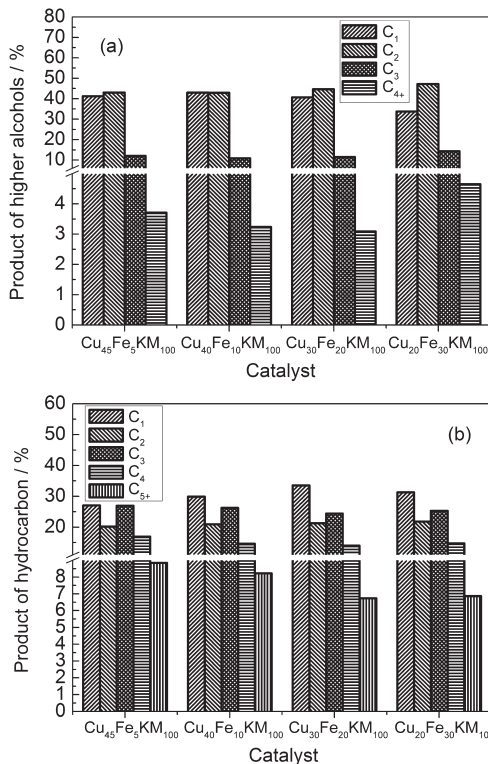 (a)
C₁
C₂
C₃
C₄₊
Product of higher alcohols / %
80
70
60
50
40
30
20
10
4
3
2
1
0
Cu₄₅Fe₅KM₁₀₀ Cu₄₀Fe₁₀KM₁₀₀ Cu₃₀Fe₂₀KM₁₀₀ Cu₂₀Fe₃₀KM₁₀₀
Catalyst
(b)
C₁
C₂
C₃
C₄
C₅₊
Product of hydrocarbon / %
60
50
40
30
20
8
7
6
5
4
3
2
1
0
Cu₄₅Fe₅KM₁₀₀ Cu₄₀Fe₁₀KM₁₀₀ Cu₃₀Fe₂₀KM₁₀₀ Cu₂₀Fe₃₀KM₁₀
Catalyst